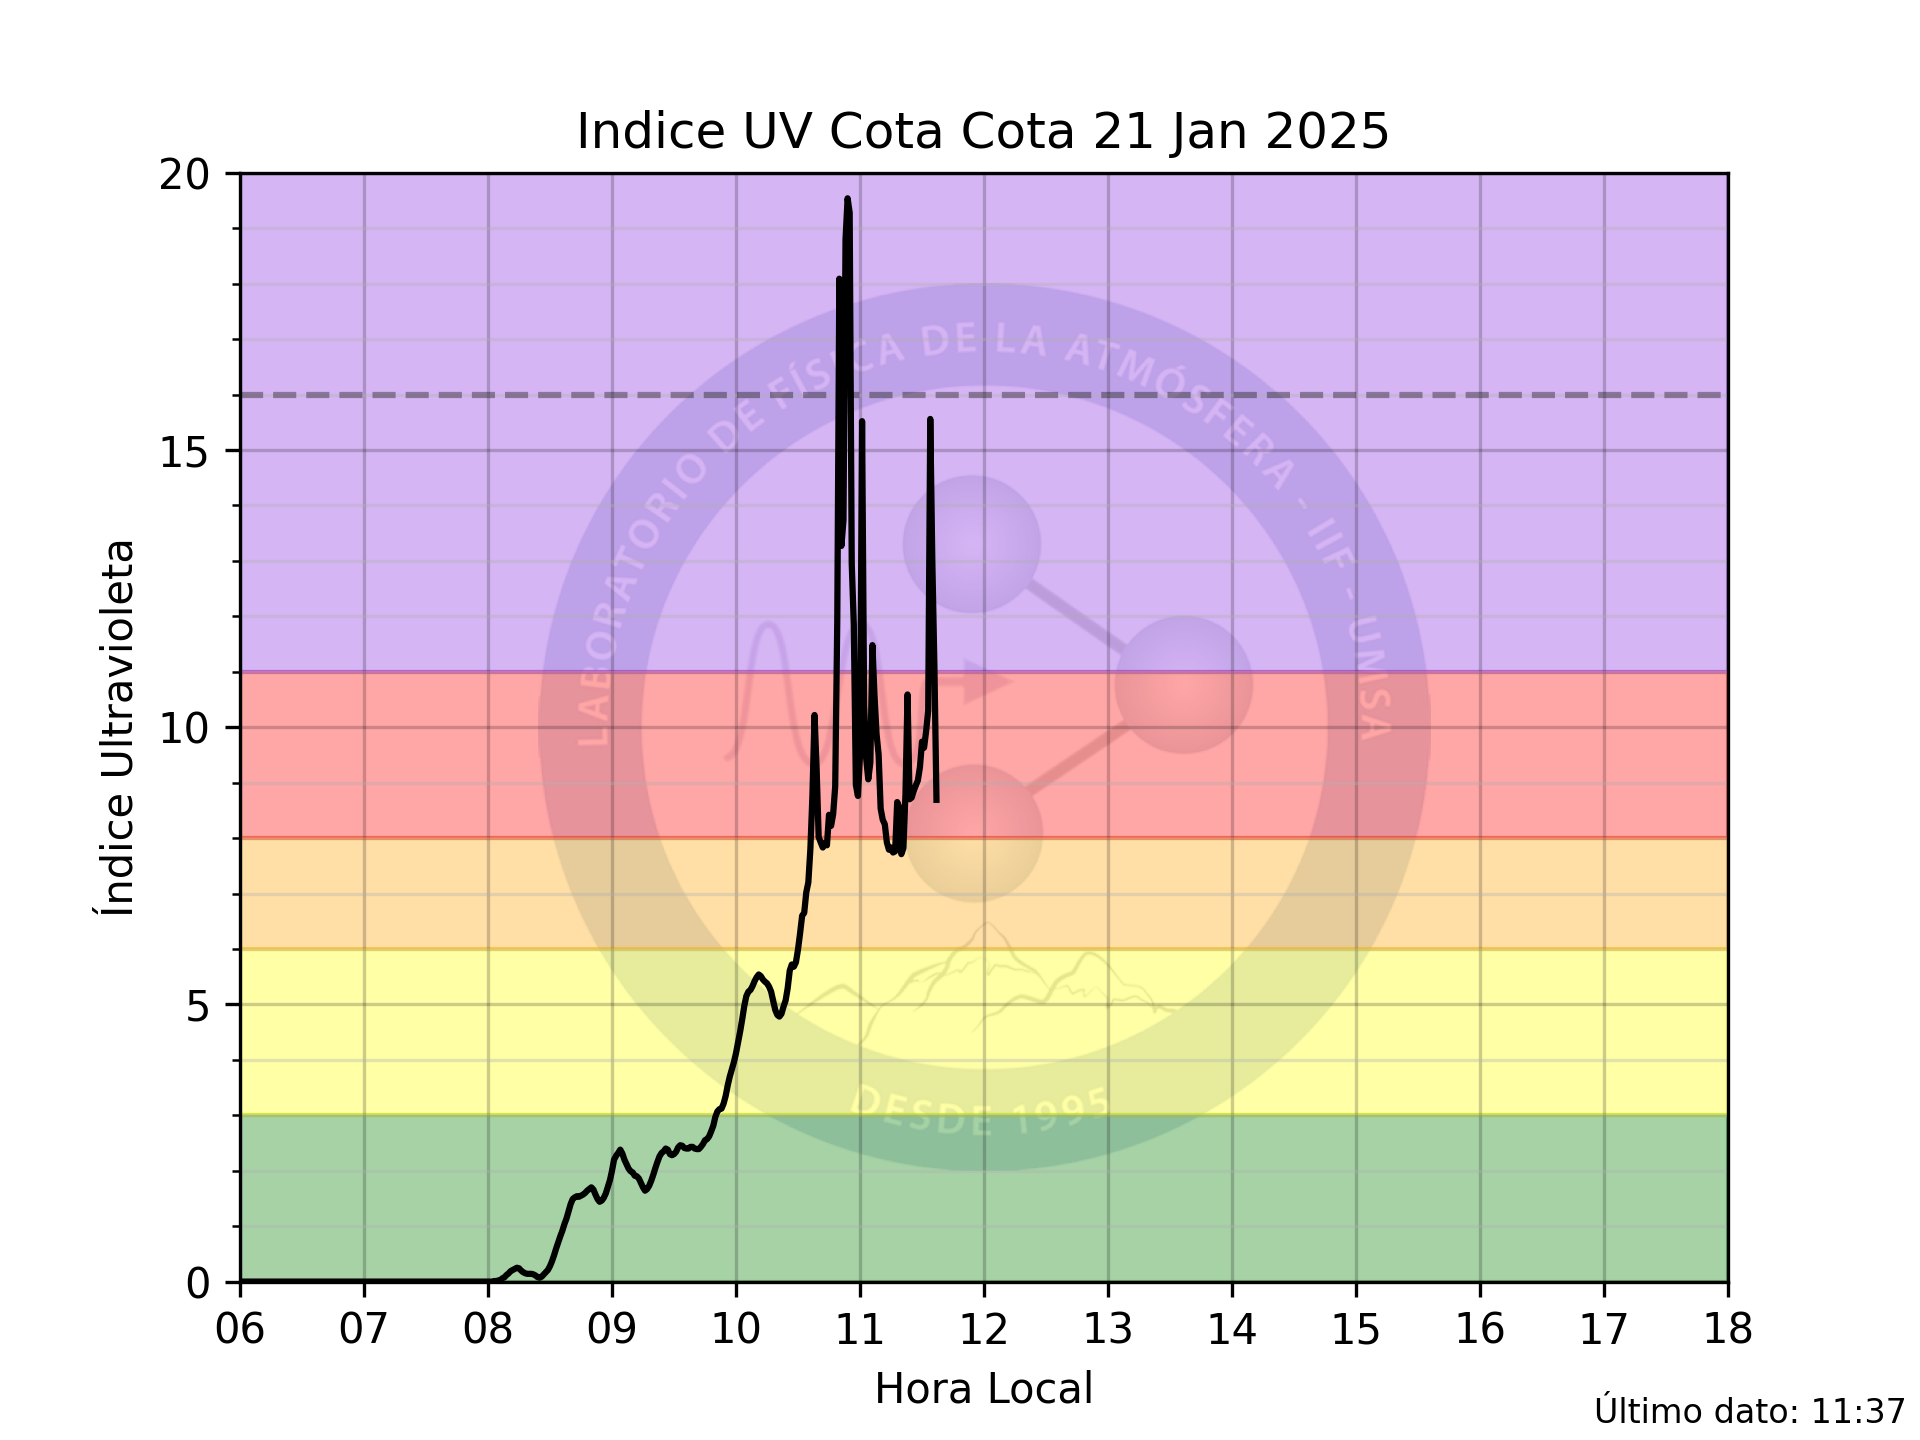 Indice UV Cota Cota 21 Jan 2025
20
15
10
5
0
Índice Ultravioleta
LABORATORIO DE FÍSICA DE LA ATMÓSFERA - IIF - UMSA
DESDE 1995
06 07 08 09 10 11 12 13 14 15 16 17 18
Hora Local
Último dato: 11:37